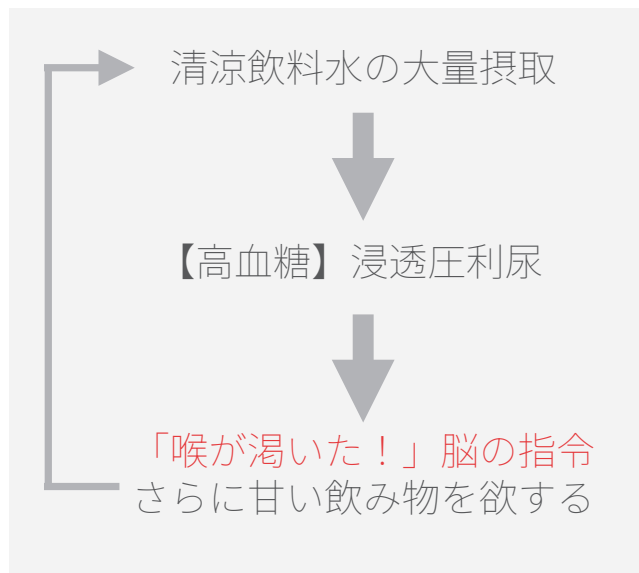 清涼飲料水の大量摂取
【高血糖】浸透圧利尿
「喉が渇いた！」脳の指令
さらに甘い飲み物を欲する